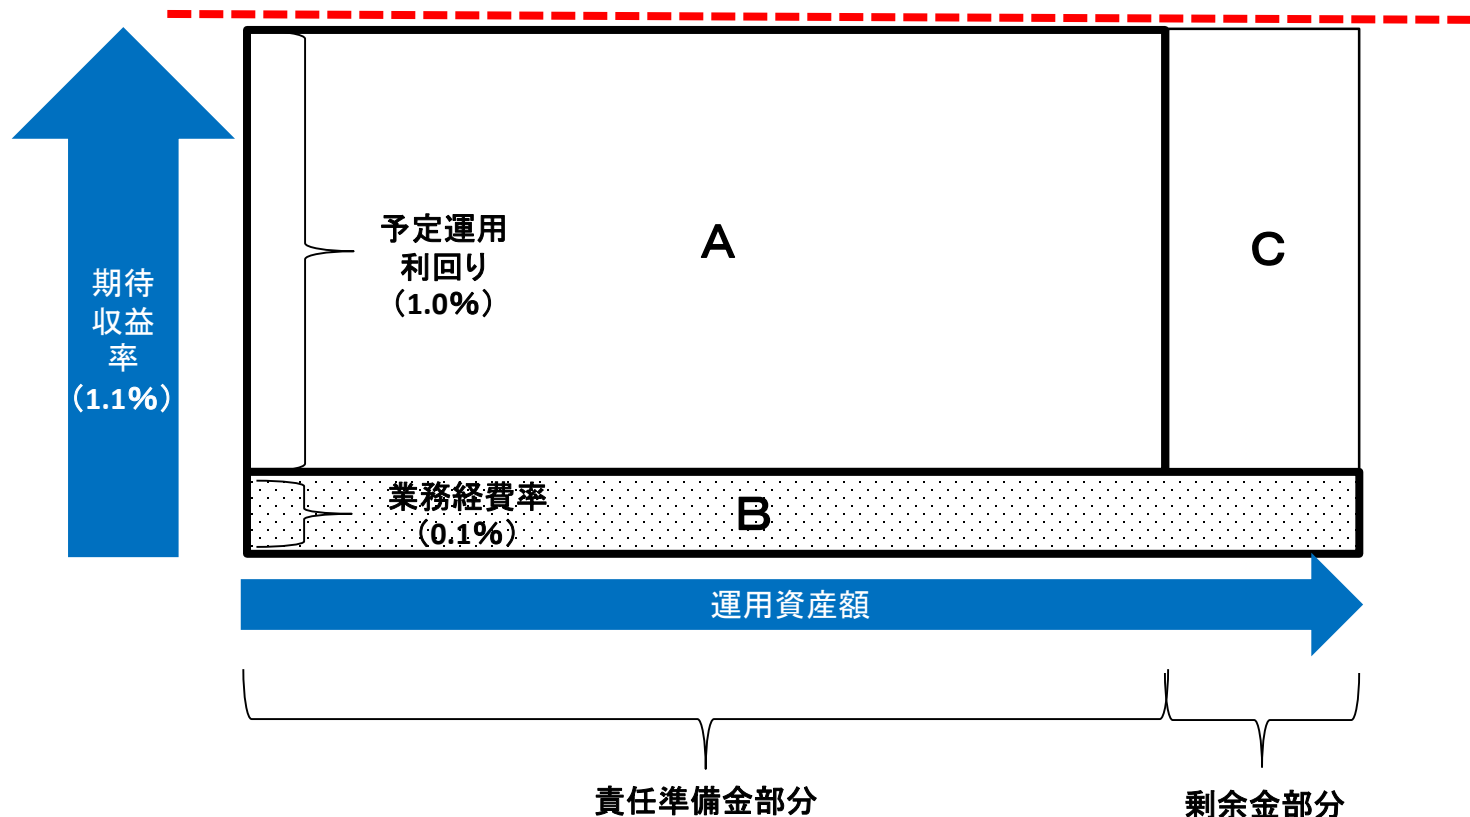 期待
収益
率
（1.1%）
予定運用
利回り
（1.0%）
A
C
業務経費率
（0.1%）
B
運用資産額
責任準備金部分
剰余金部分